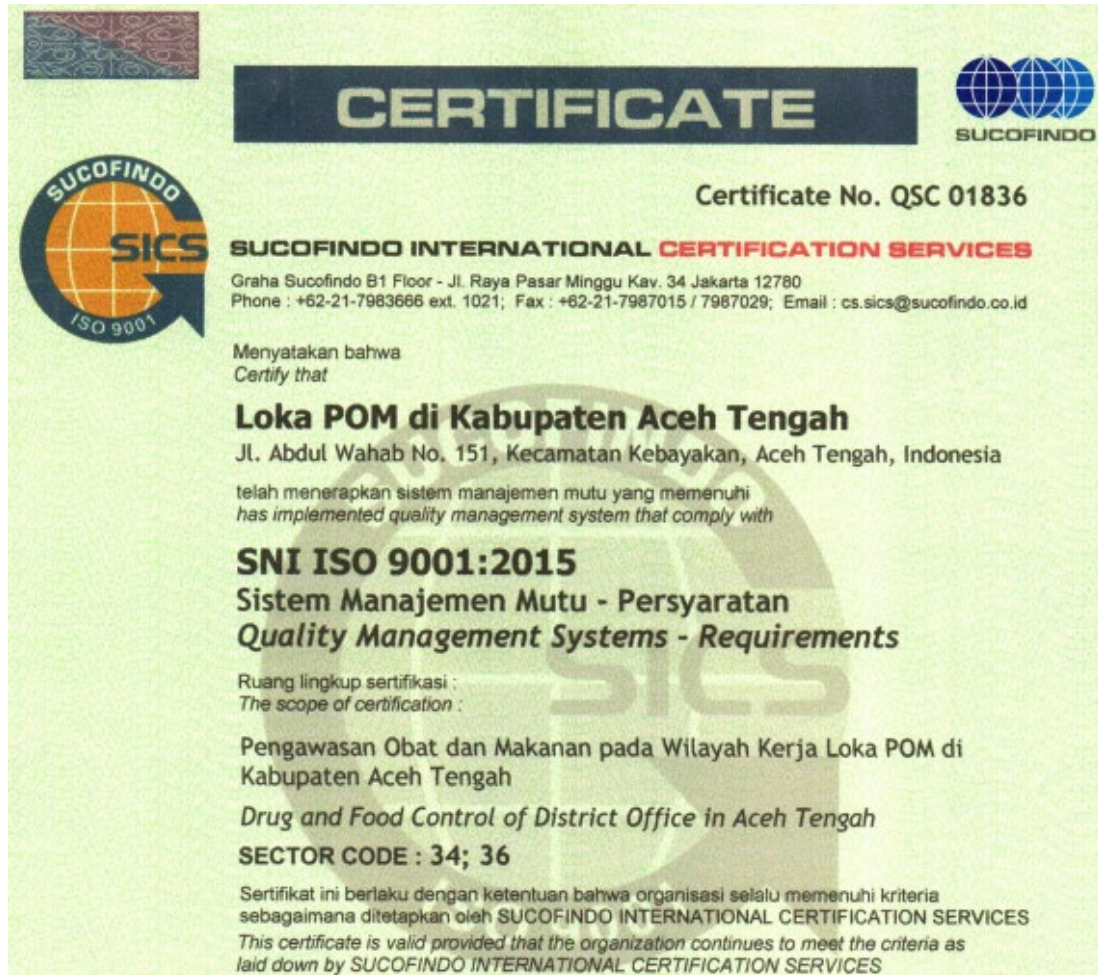 CERTIFICATE
SUCOFINDO
Certificate No. QSC 01836
SUCOFINDO
SICS
ISO 9001
SUCOFINDO INTERNATIONAL CERTIFICATION SERVICES
Graha Sucofindo B1 Floor - Jl. Raya Pasar Minggu Kav. 34 Jakarta 12780
Phone : +62-21-7983666 ext. 1021; Fax : +62-21-7987015 / 7987029; Email : cs.sics@sucofindo.co.id
Menyatakan bahwa
Certify that
Loka POM di Kabupaten Aceh Tengah
Jl. Abdul Wahab No. 151, Kecamatan Kebayakan, Aceh Tengah, Indonesia
telah menerapkan sistem manajemen mutu yang memenuhi
has implemented quality management system that comply with
SNI ISO 9001:2015
Sistem Manajemen Mutu - Persyaratan
Quality Management Systems - Requirements
Ruang lingkup sertifikasi :
The scope of certification :
SICS
Pengawasan Obat dan Makanan pada Wilayah Kerja Loka POM di
Kabupaten Aceh Tengah
Drug and Food Control of District Office in Aceh Tengah
SECTOR CODE : 34; 36
Sertifikat ini berlaku dengan ketentuan bahwa organisasi selalu memenuhi kriteria
sebagaimana ditetapkan oleh SUCOFINDO INTERNATIONAL CERTIFICATION SERVICES
This certificate is valid provided that the organization continues to meet the criteria as
laid down by SUCOFINDO INTERNATIONAL CERTIFICATION SERVICES